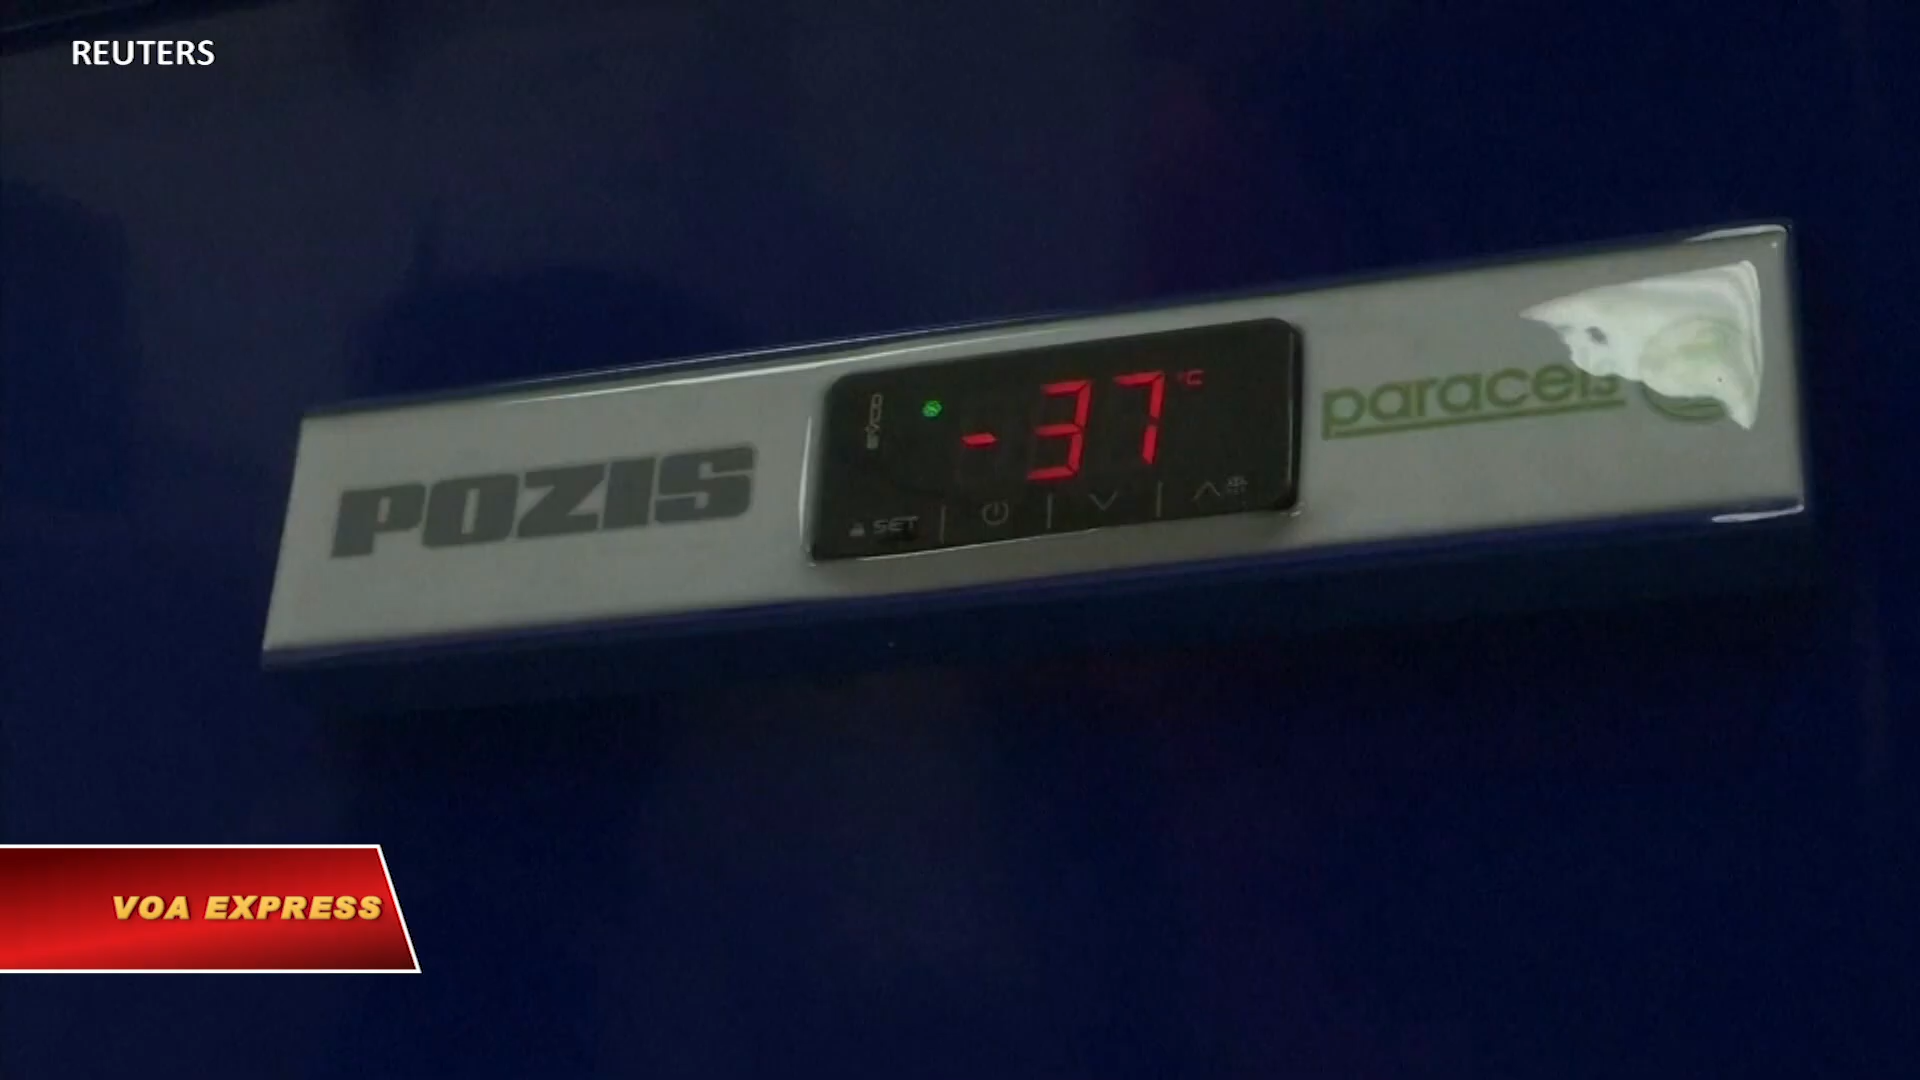 REUTERS
POZIS
-37 °C
SET
paracels
VOA EXPRESS